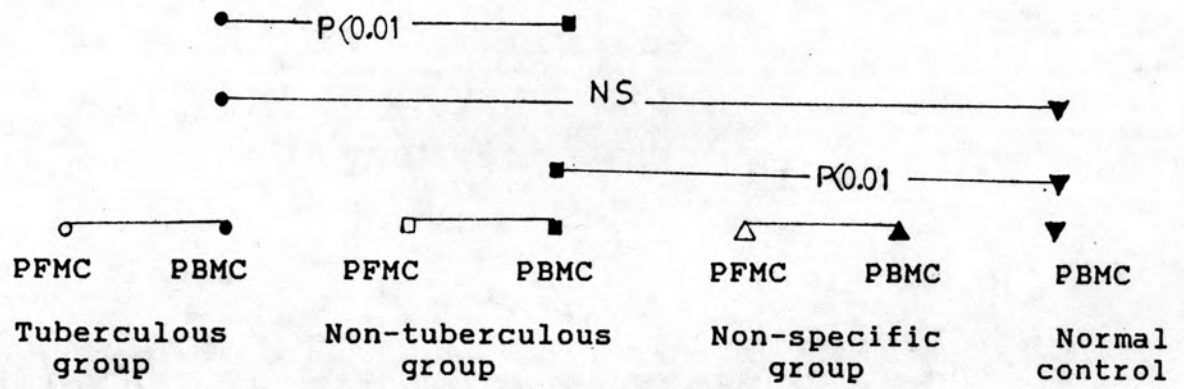 P<0.01
NS
P<0.01
PFMC PBMC PFMC PBMC PFMC PBMC PBMC
Tuberculous group Non-tuberculous group Non-specific group Normal control